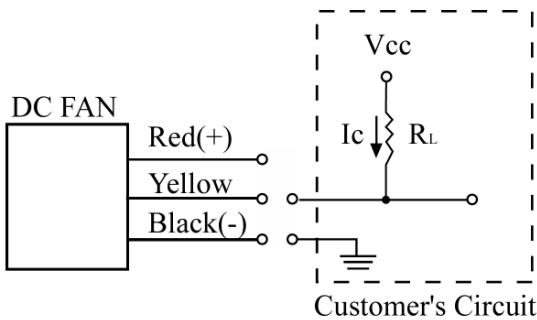 Vcc
DC FAN
Red(+)
Ic
RL
Yellow
Black(-)
Customer's Circuit